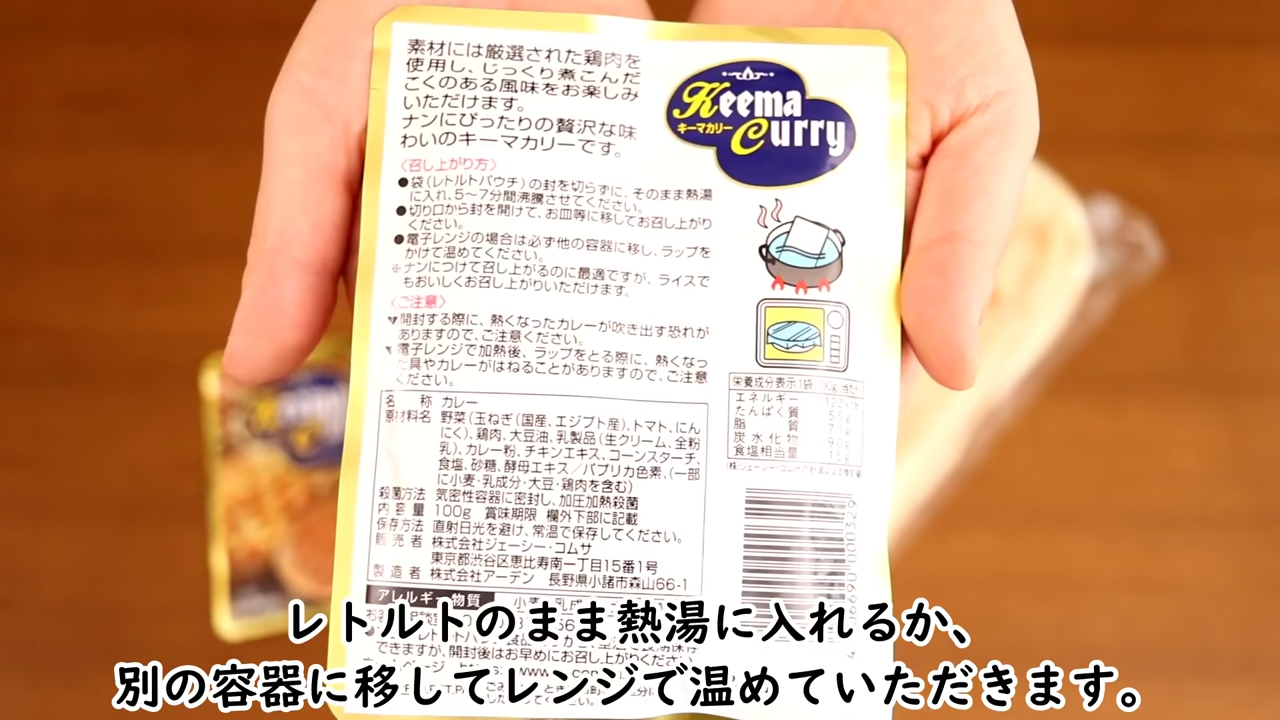 素材には厳選された鶏肉を
使用し、じっくり煮こんだ
こくのある風味をお楽しみ
いただけます。
ナンにぴったりの贅沢な味
わいのキーマカリーです。
Keema
キーマカリー
Curry
〈召し上がり方〉
●袋(レトルトパウチ)の封を切らずに、そのまま熱湯
に入れ、5〜7分間沸騰させてください。
●切り口から封を開けて、お皿等に移してお召し上がり
ください。
●電子レンジの場合は必ず他の容器に移し、ラップを
かけて温めてください。
※ナンにつけて召し上がるのに最適ですが、ライスで
もおいしくお召し上がりいただけます。
〈ご注意〉
▼開封する際に、熱くなったカレーが吹き出す恐れが
ありますので、ご注意ください。
▼電子レンジで加熱後、ラップをとる際に、熱くなっ
た具やカレーがはねることがありますので、ご注意
ください。
名称 カレー
原材料名 野菜(玉ねぎ(国産、エジプト産)、トマト、にん
にく)、鶏肉、大豆油、乳製品(生クリーム、全粉
乳)、カレー粉、チキンエキス、コーンスターチ、
食塩、砂糖、酵母エキス/パプリカ色素、(一部
に小麦・乳成分・大豆・鶏肉を含む)
殺菌方法 気密性容器に密封し、加圧加熱殺菌
内容量 100g 賞味期限 欄外下部に記載
保存方法 直射日光を避け、常温で保存してください。
販売者 株式会社ジェーシー・コムサ
東京都渋谷区恵比寿南一丁目15番1号
製造者 株式会社アーデン 長野県小諸市森山66-1
栄養成分表示1袋
エネルギー
たんぱく質
脂質
炭水化物
食塩相当量
アレルギー物質
できますが、開封後はお早めにお召し上がりください。
レトルトのまま熱湯に入れるか、
別の容器に移してレンジで温めていただきます。